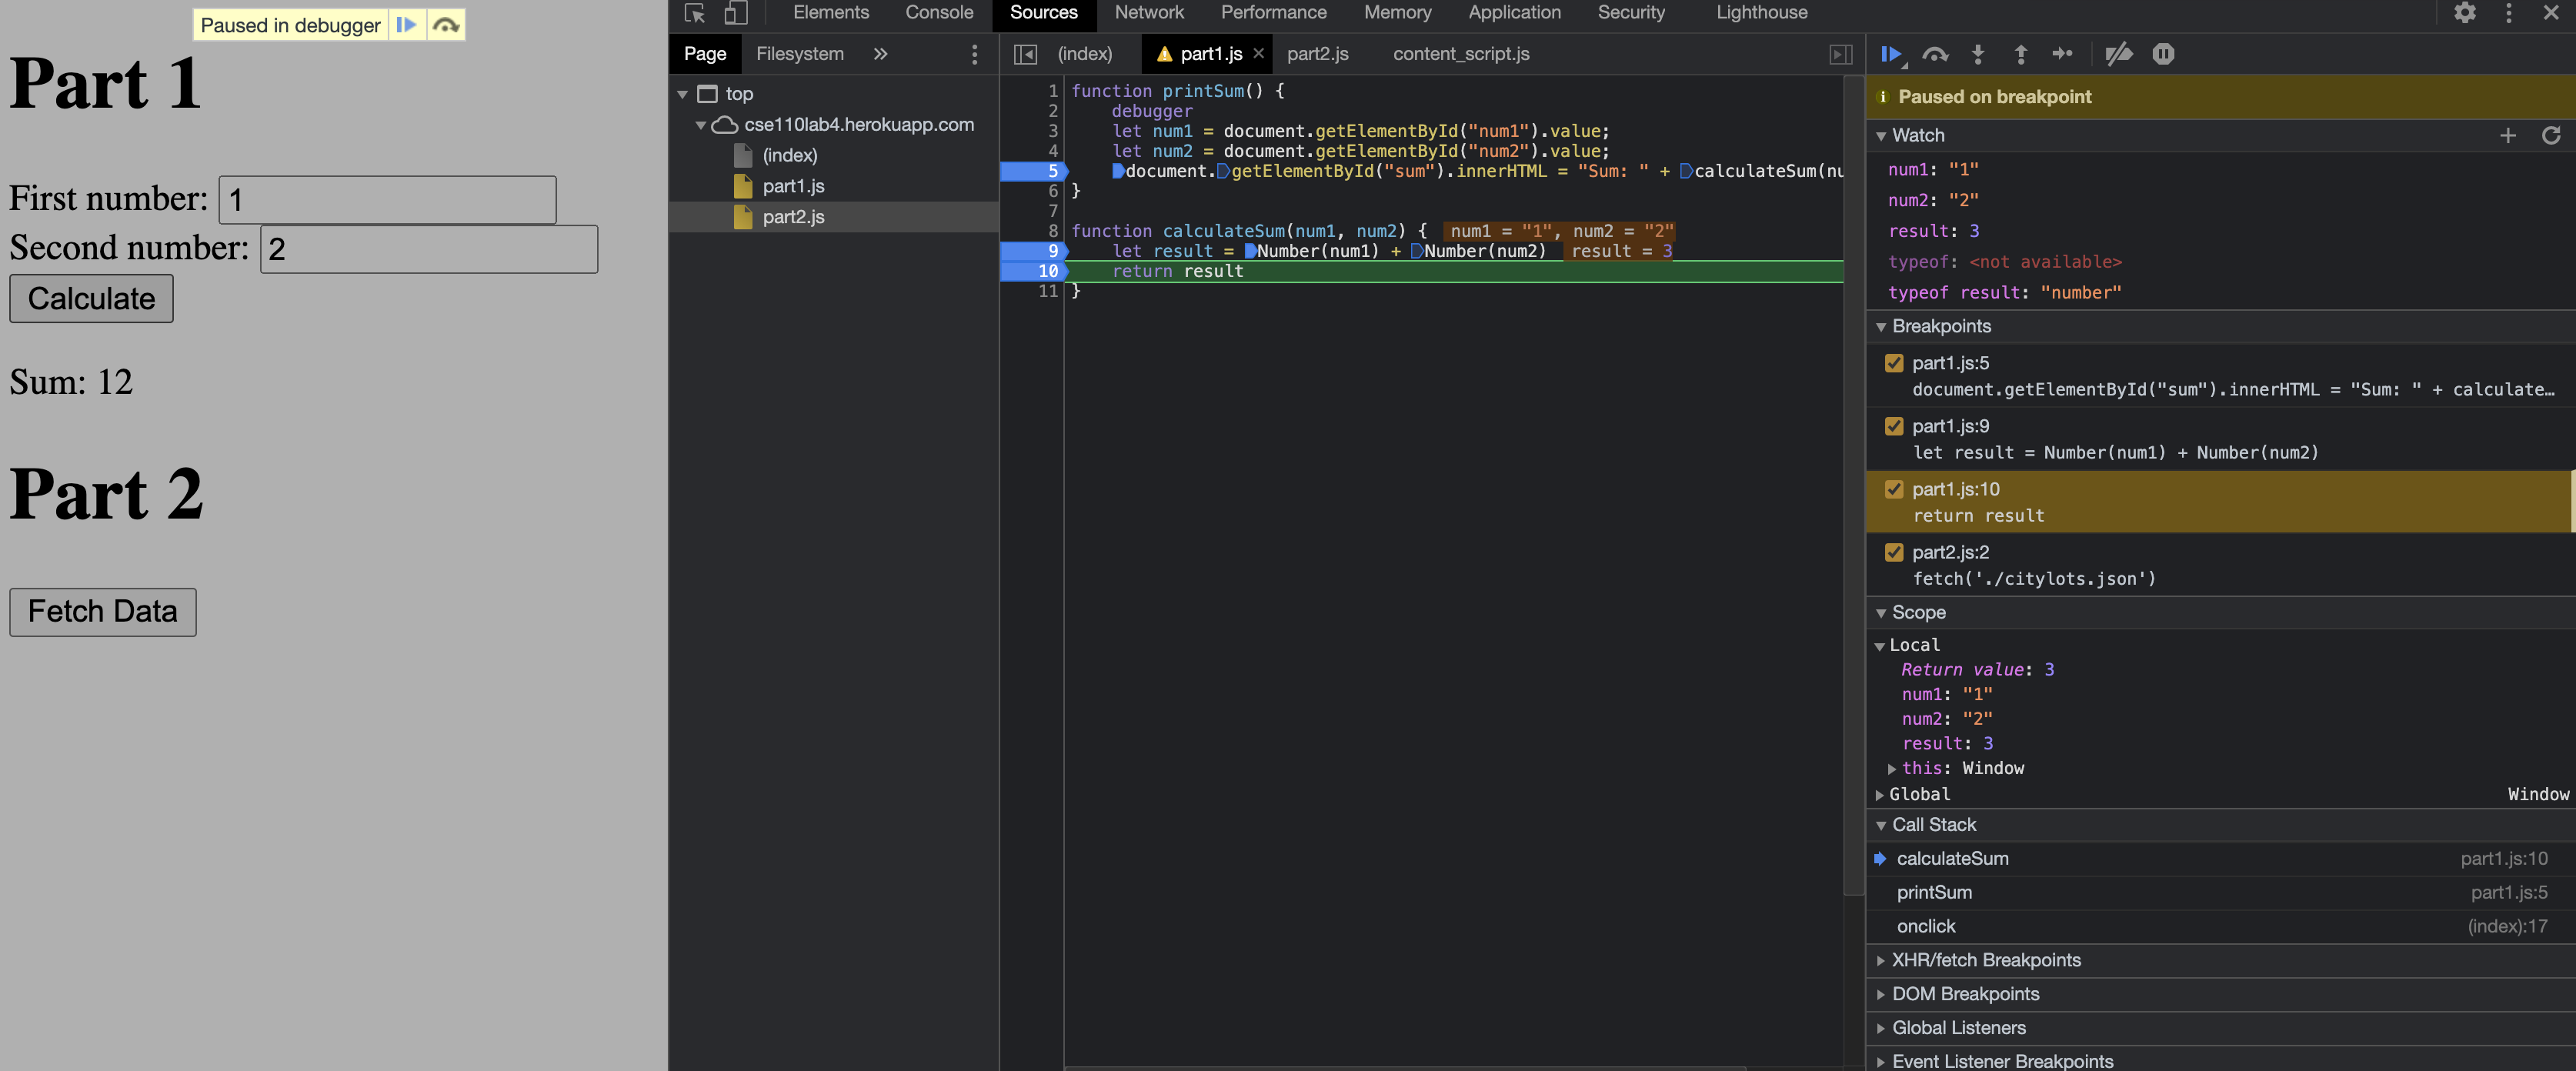 Paused in debugger
Part 1
First number: 1
Second number: 2
Calculate
Sum: 12
Part 2
Fetch Data
Elements Console Sources Network Performance Memory Application Security Lighthouse
Page Filesystem »
top
cse110lab4.herokuapp.com
(index)
part1.js
part2.js
(index) part1.js × part2.js content_script.js
1 function printSum() {
2 debugger
3 let num1 = document.getElementById("num1").value;
4 let num2 = document.getElementById("num2").value;
5 document.getElementById("sum").innerHTML = "Sum: " + calculateSum(nu
6 }
7
8 function calculateSum(num1, num2) { num1 = "1", num2 = "2"
9 let result = Number(num1) + Number(num2) result = 3
10 return result
11 }
Paused on breakpoint
Watch
num1: "1"
num2: "2"
result: 3
typeof: <not available>
typeof result: "number"
Breakpoints
part1.js:5
document.getElementById("sum").innerHTML = "Sum: " + calculate…
part1.js:9
let result = Number(num1) + Number(num2)
part1.js:10
return result
part2.js:2
fetch('./citylots.json')
Scope
Local
Return value: 3
num1: "1"
num2: "2"
result: 3
this: Window
Global Window
Call Stack
calculateSum part1.js:10
printSum part1.js:5
onclick (index):17
XHR/fetch Breakpoints
DOM Breakpoints
Global Listeners
Event Listener Breakpoints